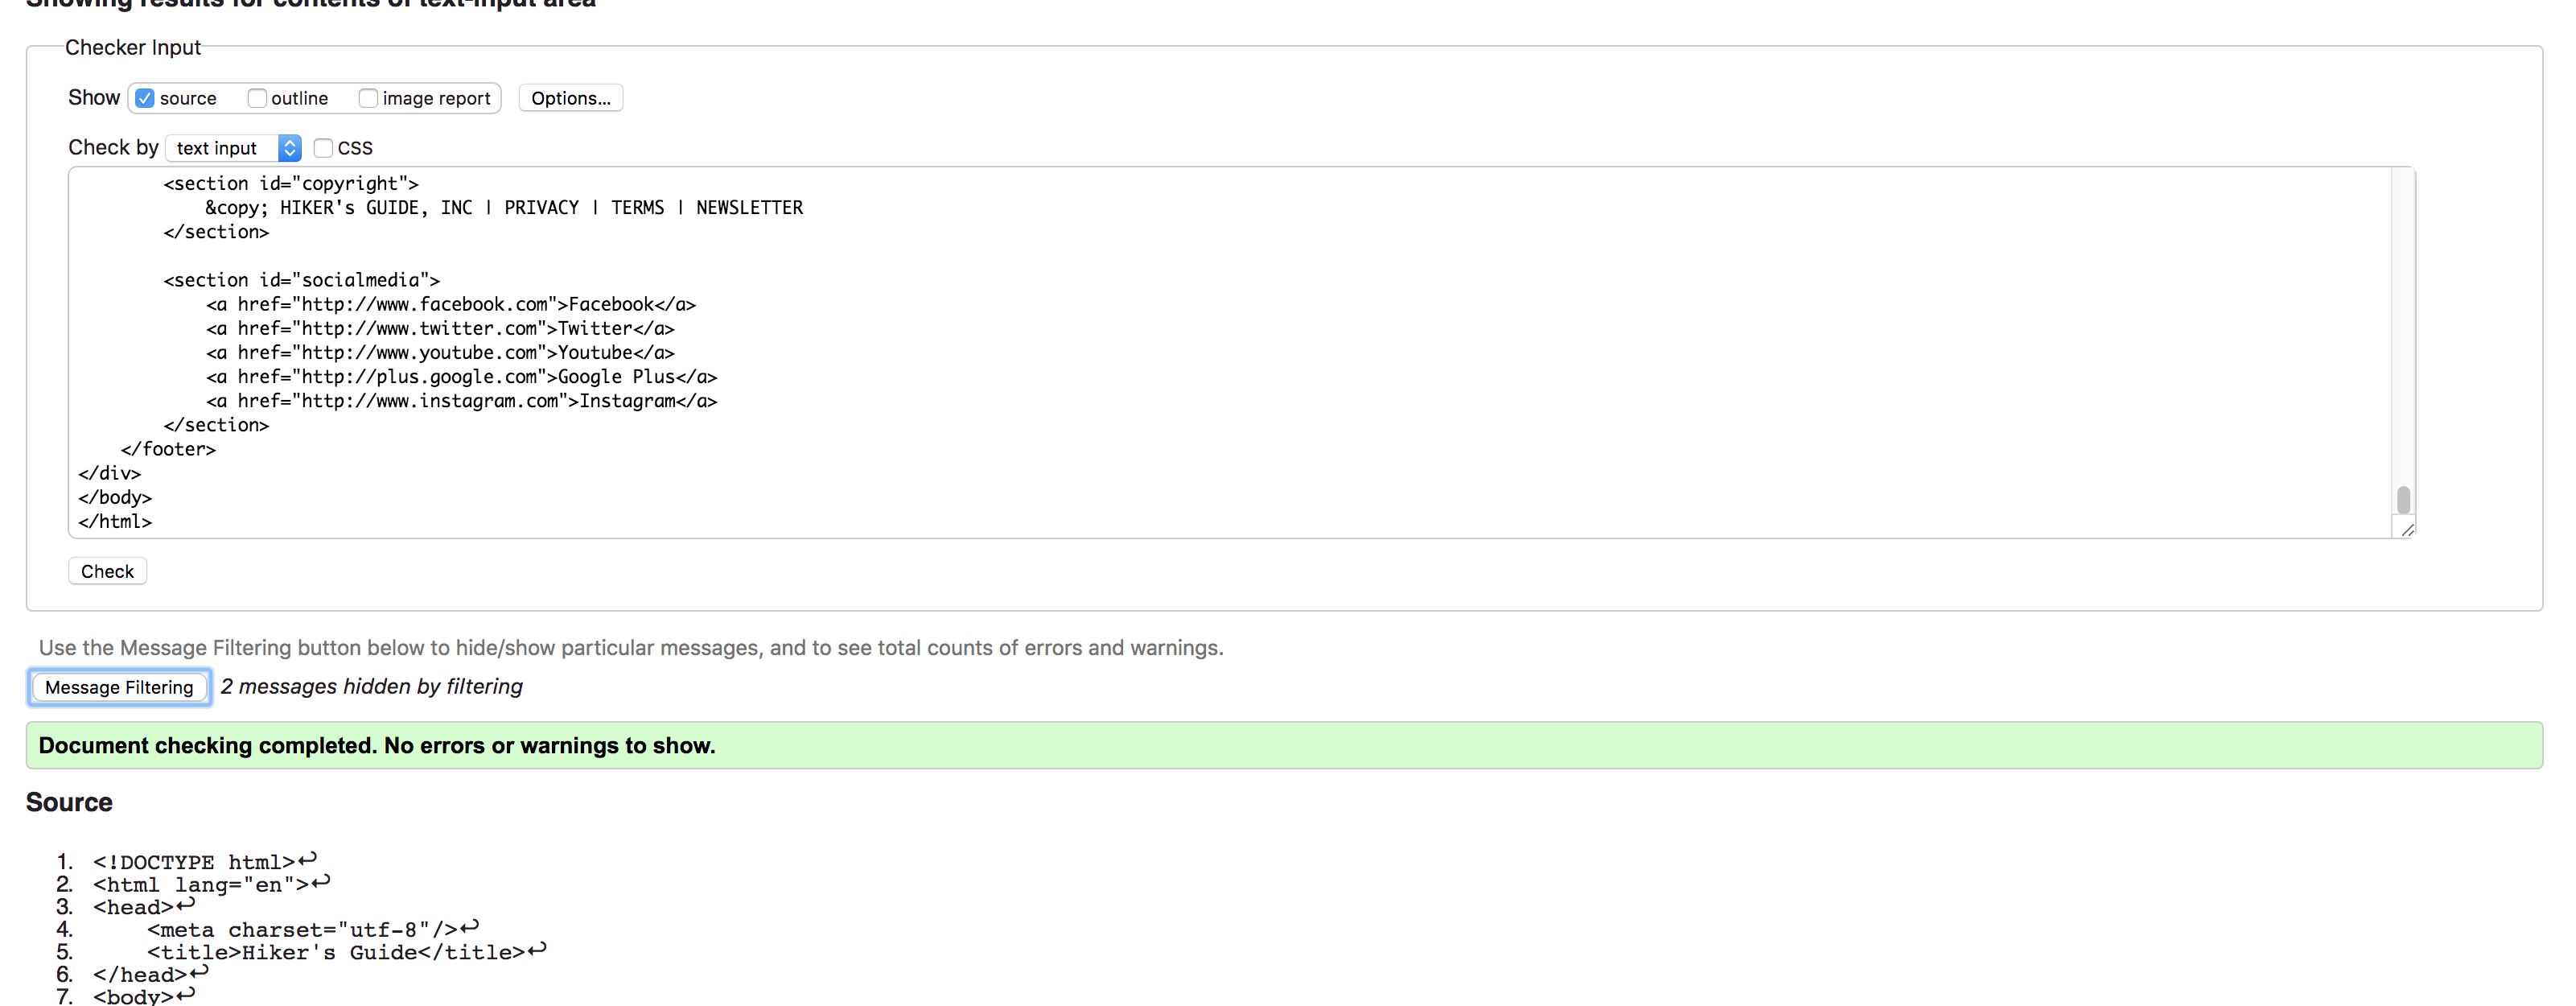 Showing results for contents of text-input area
Checker Input
Show source outline image report Options...
Check by text input CSS
<section id="copyright">
&copy; HIKER's GUIDE, INC | PRIVACY | TERMS | NEWSLETTER
</section>
<section id="socialmedia">
<a href="http://www.facebook.com">Facebook</a>
<a href="http://www.twitter.com">Twitter</a>
<a href="http://www.youtube.com">Youtube</a>
<a href="http://plus.google.com">Google Plus</a>
<a href="http://www.instagram.com">Instagram</a>
</section>
</footer>
</div>
</body>
</html>
Check
Use the Message Filtering button below to hide/show particular messages, and to see total counts of errors and warnings.
Message Filtering 2 messages hidden by filtering
Document checking completed. No errors or warnings to show.
Source
1. <!DOCTYPE html>↩
2. <html lang="en">↩
3. <head>↩
4. <meta charset="utf-8"/>↩
5. <title>Hiker's Guide</title>↩
6. </head>↩
7. <body>↩